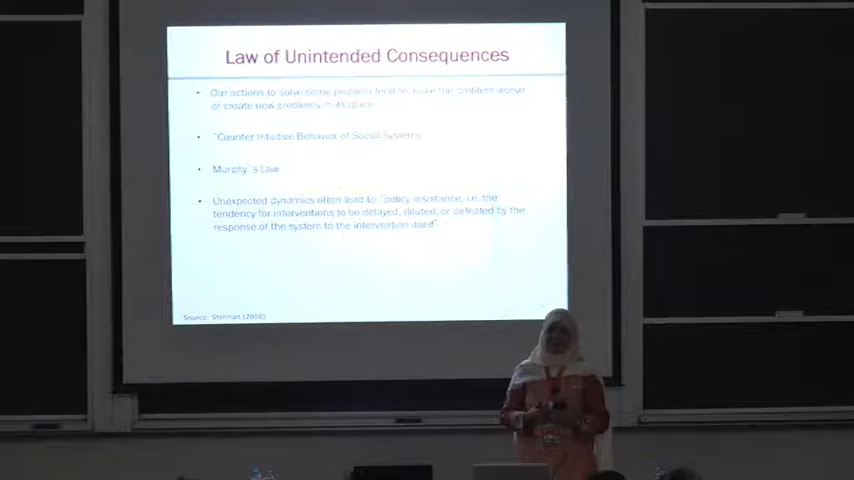 Law of Unintended Consequences
• Our actions to solve some problem tend to make the problem worse
or create new problems in its place
• "Counter Intuitive Behavior of Social Systems
• Murphy's Law
• Unexpected dynamics often lead to "policy resistance, i.e. the
tendency for interventions to be delayed, diluted, or defeated by the
response of the system to the intervention itself"
Source: Sterman (2000)